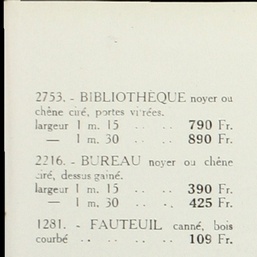 2753. - BIBLIOTHÈQUE noyer ou
chêne ciré, portes vitrées.
largeur 1 m. 15 .. .. 790 Fr.
— 1 m. 30 .. .. 890 Fr.
2216. - BUREAU noyer ou chêne
ciré, dessus gainé.
largeur 1 m. 15 .. .. 390 Fr.
— 1 m. 30 .. .. 425 Fr.
1281. - FAUTEUIL canné, bois
courbé .. .. .. .. 109 Fr.